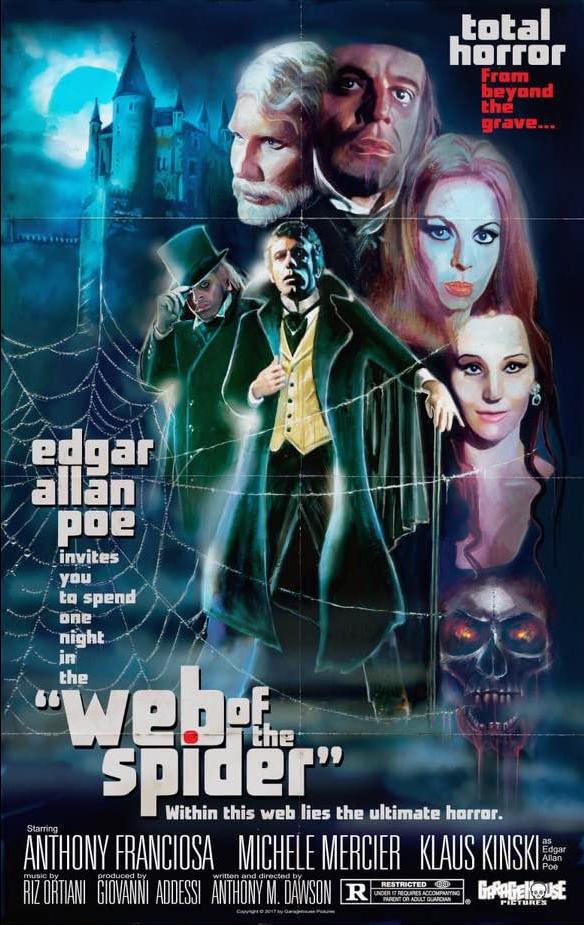 total
horror
from
beyond
the
grave...
edgar
allan
poe
invites
you
to spend
one
night
in
the
"web of the
spider"
Within this web lies the ultimate horror.
Starring
ANTHONY FRANCIOSA MICHELE MERCIER KLAUS KINSKI as Edgar Allan Poe
music by produced by written and directed by
RIZ ORTIANI GIOVANNI ADDESSI ANTHONY M. DAWSON
R RESTRICTED
UNDER 17 REQUIRES ACCOMPANYING
PARENT OR ADULT GUARDIAN
®
GARAGEHOUSE
PICTURES
Copyright © 2017 by Garagehouse Pictures